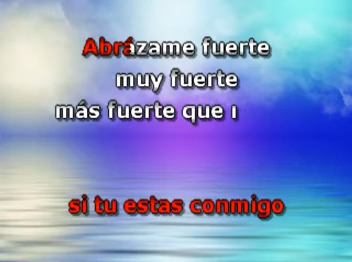 Abrázame fuerte
muy fuerte
más fuerte que
si tu estas conmigo